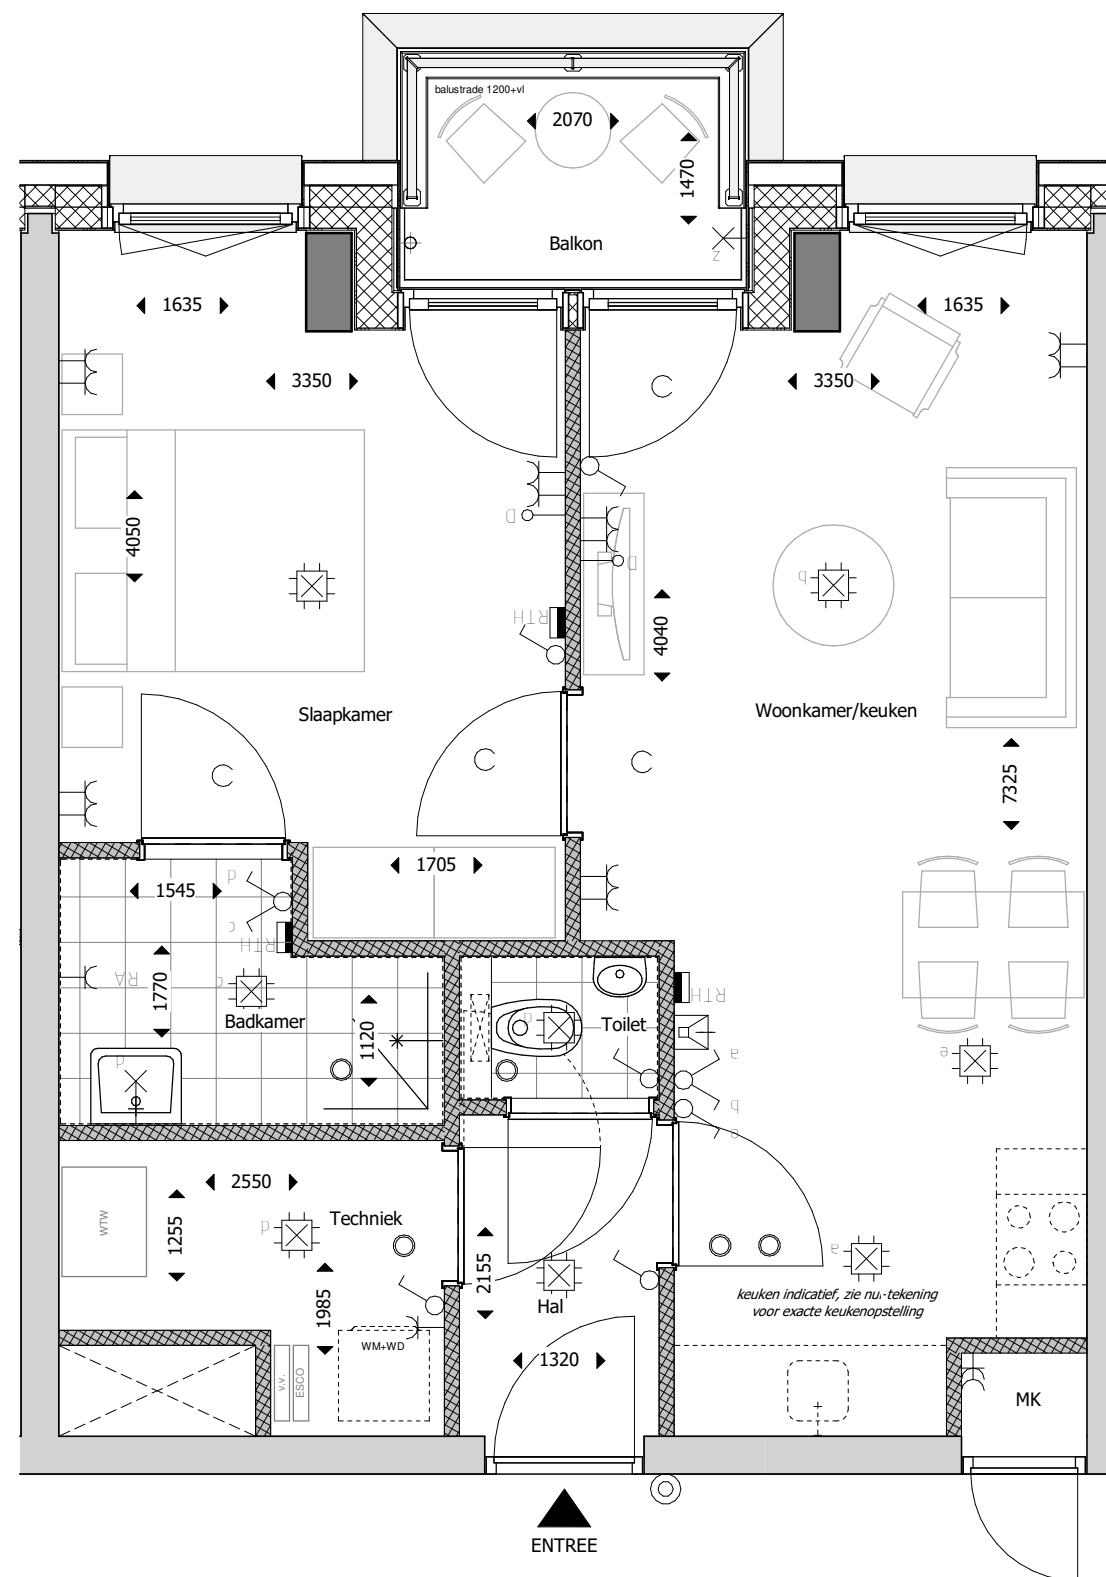 balustrade 1200+vl
2070
1470
Balkon
Z
1635
1635
3350
3350
4050
D
D
b
RTH
4040
Slaapkamer
Woonkamer/keuken
7325
1705
1545
d
c
RTH
RA
1770
c
Badkamer
1120
d
d
Toilet
RTH
a
b
e
e
2550
WTW
1255
d
Techniek
2155
1985
Hal
a
keuken indicatief, zie nul-tekening
voor exacte keukenopstelling
WM+WD
v.v.
ESCO
1320
MK
ENTREE